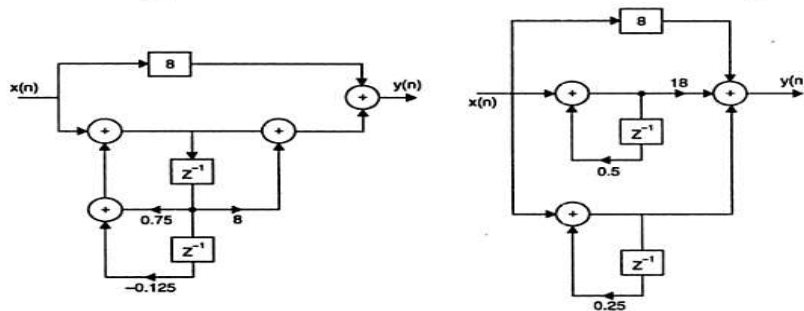 8
x(n)
+
y(n)
+
+
z⁻¹
+
0.75
8
z⁻¹
−0.125
8
x(n)
+
18
+
y(n
z⁻¹
0.5
+
z⁻¹
0.25